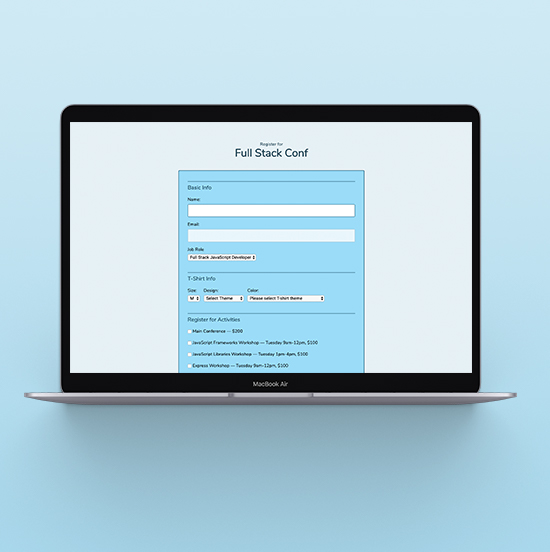 Register for
Full Stack Conf
Basic Info
Name:
Email:
Job Role:
Full Stack JavaScript Developer
T-Shirt Info
Size: Design: Color:
M Select Theme Please select T-shirt theme
Register for Activities
Main Conference — $200
JavaScript Frameworks Workshop — Tuesday 9am-12pm, $100
JavaScript Libraries Workshop — Tuesday 1pm-4pm, $100
Express Workshop — Tuesday 9am-12pm, $100
MacBook Air